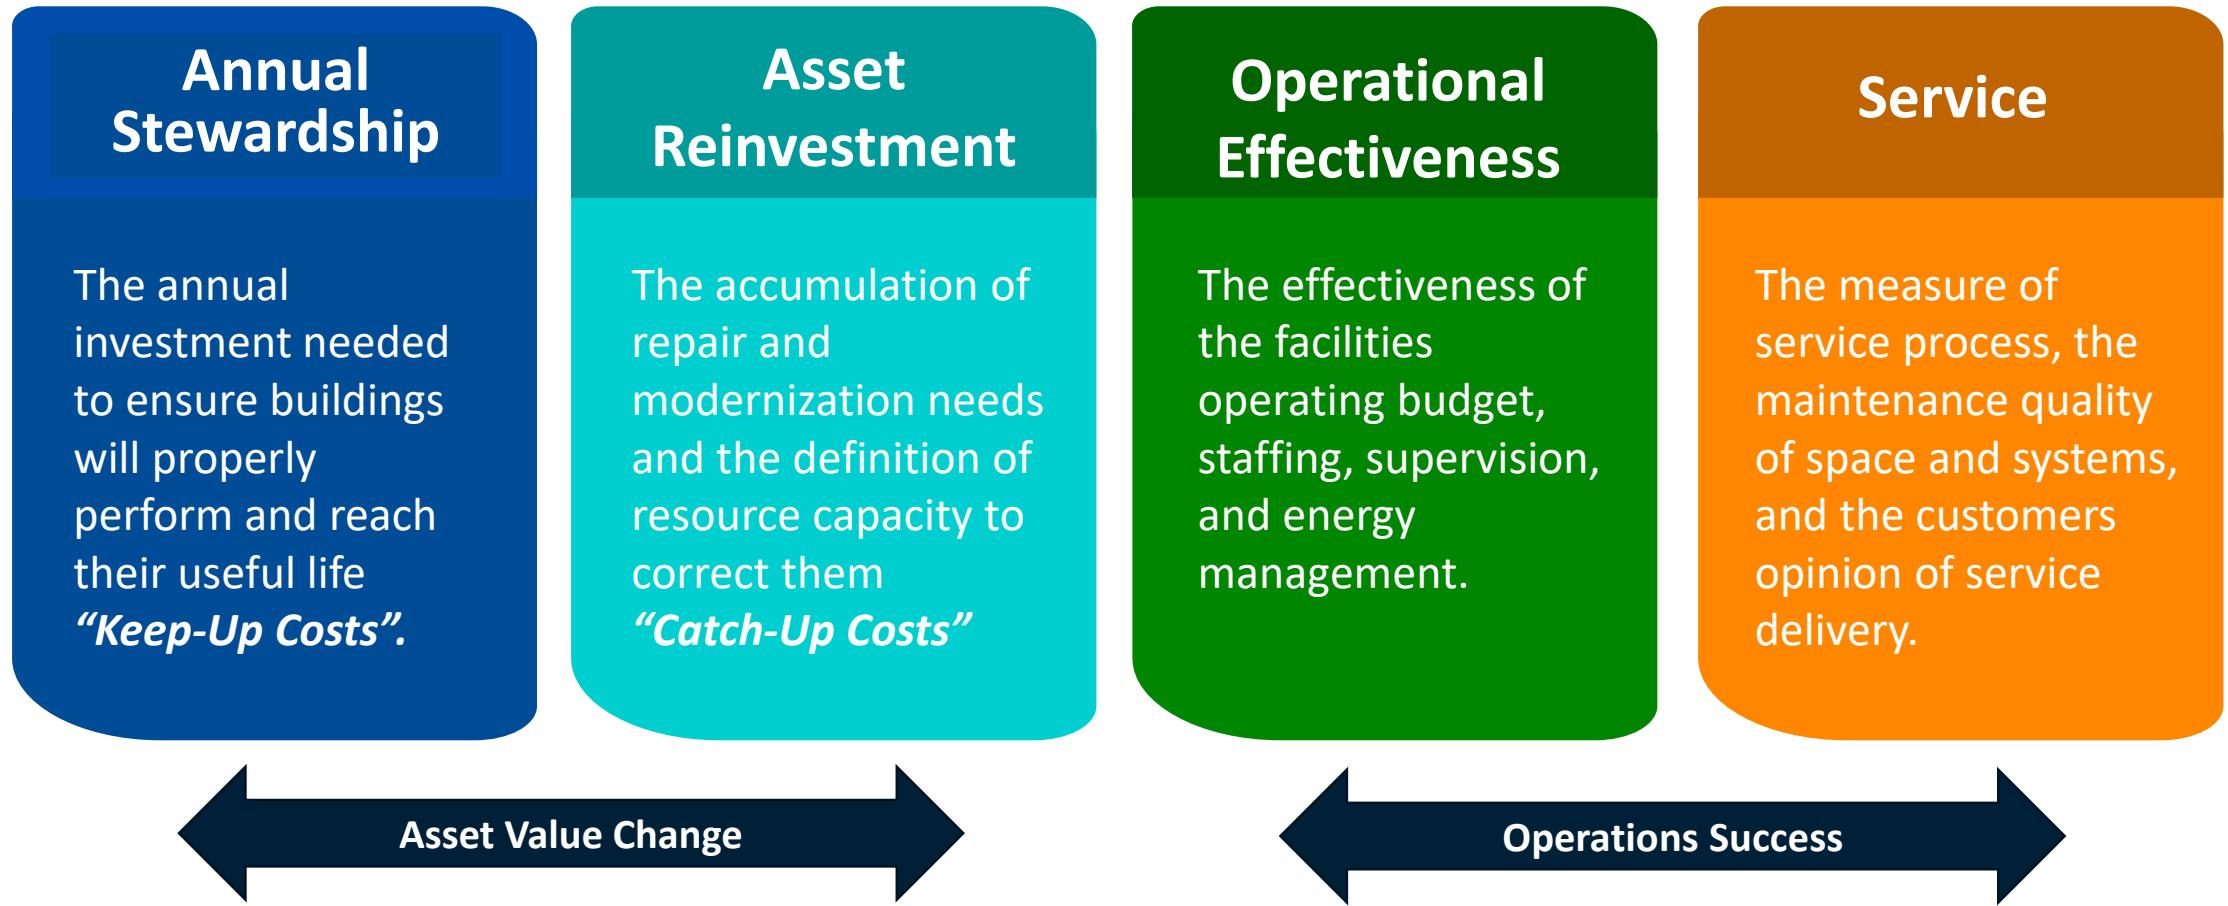 Annual
Stewardship
The annual
investment needed
to ensure buildings
will properly
perform and reach
their useful life
“Keep-Up Costs”.
Asset
Reinvestment
The accumulation of
repair and
modernization needs
and the definition of
resource capacity to
correct them
“Catch-Up Costs”
Operational
Effectiveness
The effectiveness of
the facilities
operating budget,
staffing, supervision,
and energy
management.
Service
The measure of
service process, the
maintenance quality
of space and systems,
and the customers
opinion of service
delivery.
Asset Value Change
Operations Success